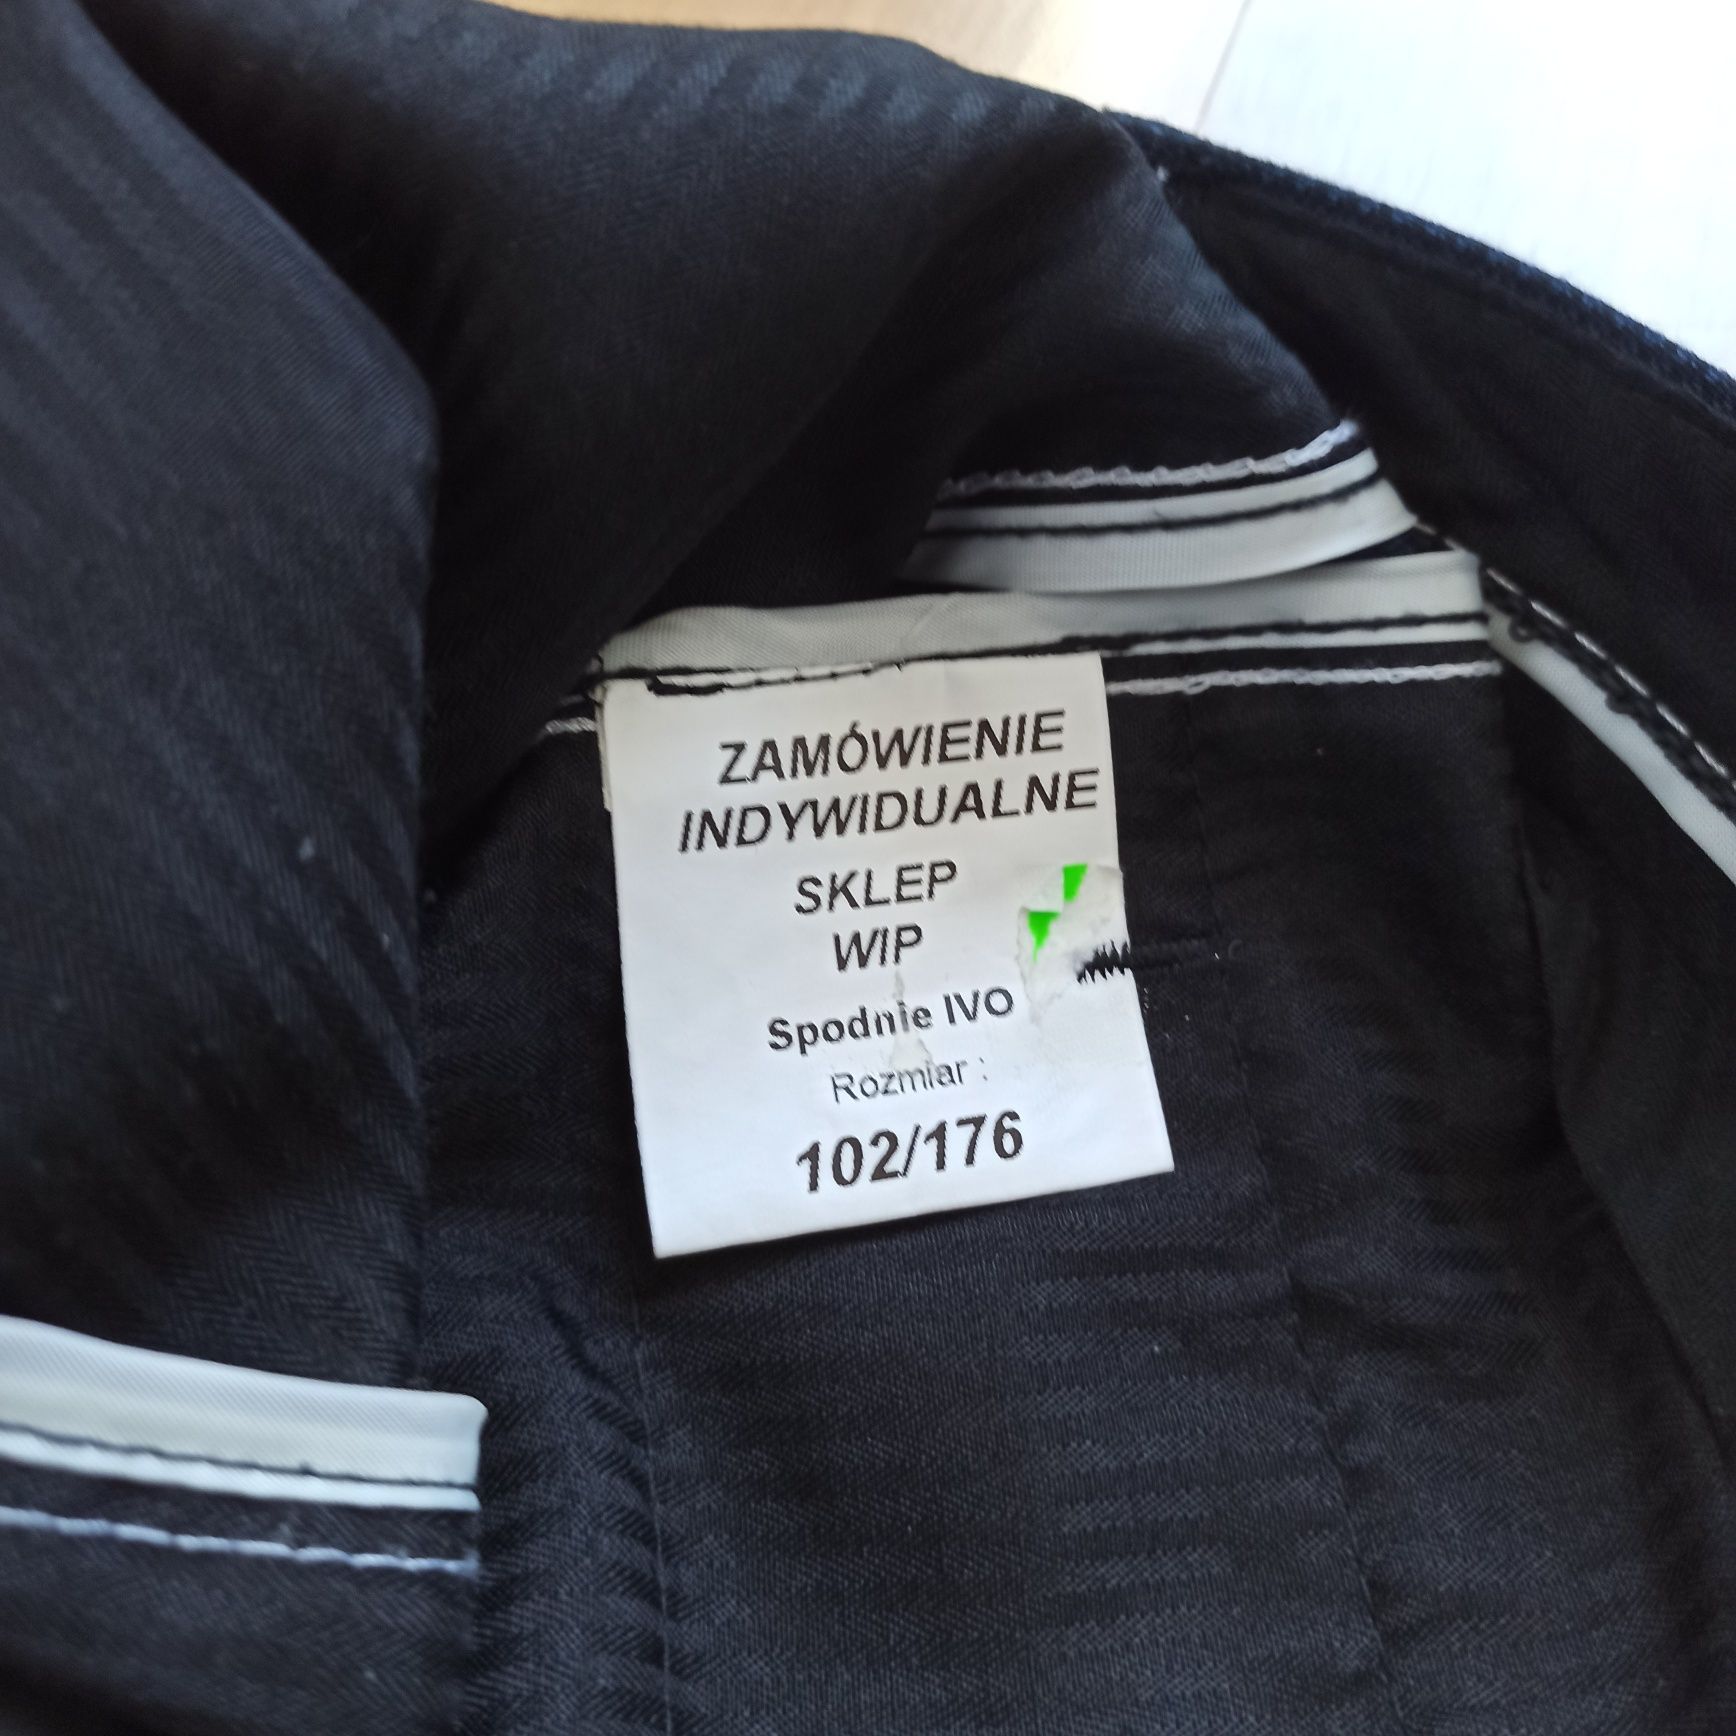 ZAMÓWIENIE
INDYWIDUALNE
SKLEP
WIP
Spodnie IVO
Rozmiar :
102/176